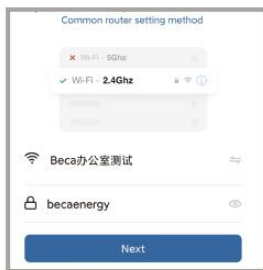 Common router setting method
Wi-Fi - 5Ghz
Wi-Fi - 2.4Ghz
Beca办公室测试
becaenergy
Next